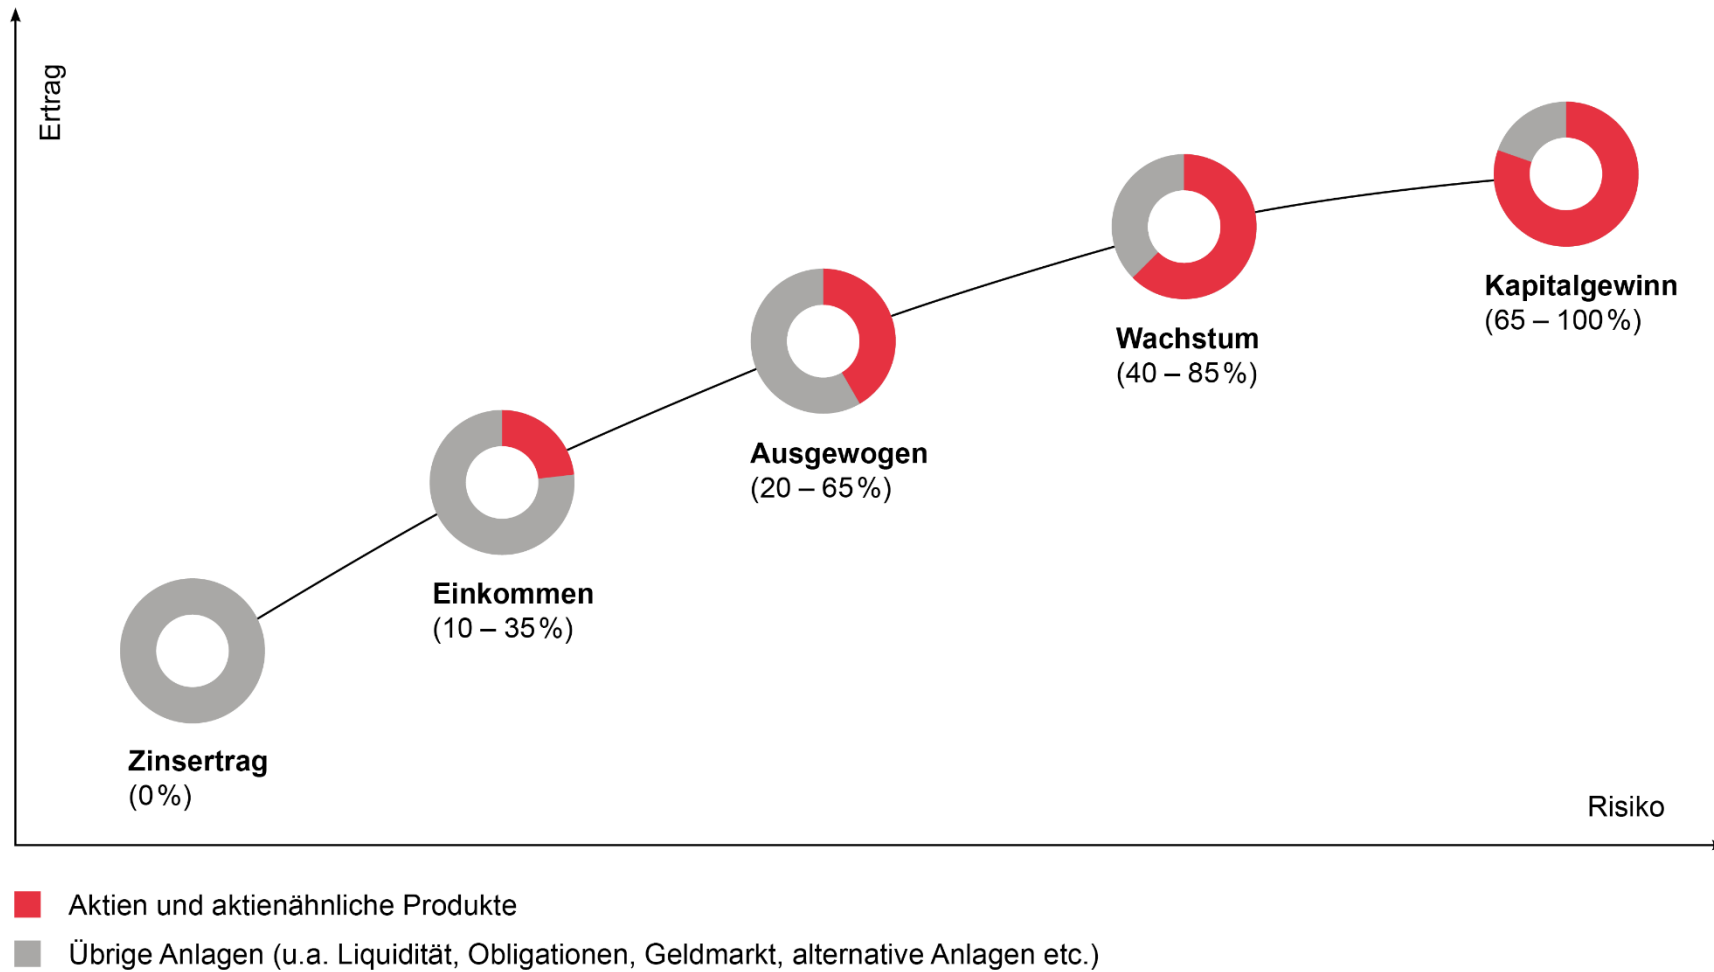 Ertrag
Kapitalgewinn
(65 – 100 %)
Wachstum
(40 – 85 %)
Ausgewogen
(20 – 65 %)
Einkommen
(10 – 35 %)
Zinsertrag
(0 %)
Risiko
Aktien und aktienähnliche Produkte
Übrige Anlagen (u.a. Liquidität, Obligationen, Geldmarkt, alternative Anlagen etc.)